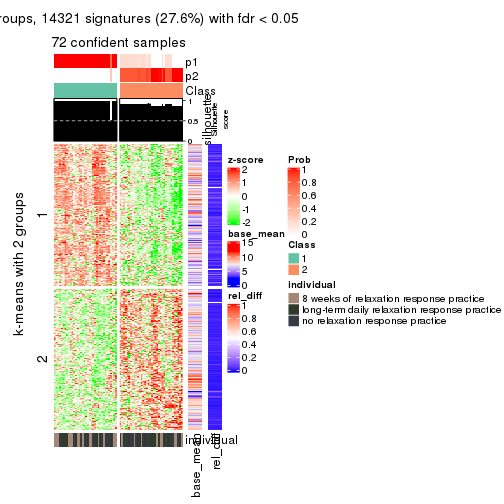 roups, 14321 signatures (27.6%) with fdr < 0.05
72 confident samples
p1
p2
Class
silhouette
Silhouette
score
1
0.5
0
k-means with 2 groups
1
2
individual
base_mean
rel_diff
z-score
2
1
0
-1
-2
base_mean
15
10
5
0
rel_diff
1
0.8
0.6
0.4
0.2
0
Prob
1
0.8
0.6
0.4
0.2
0
Class
1
2
individual
8 weeks of relaxation response practice
long-term daily relaxation response practice
no relaxation response practice